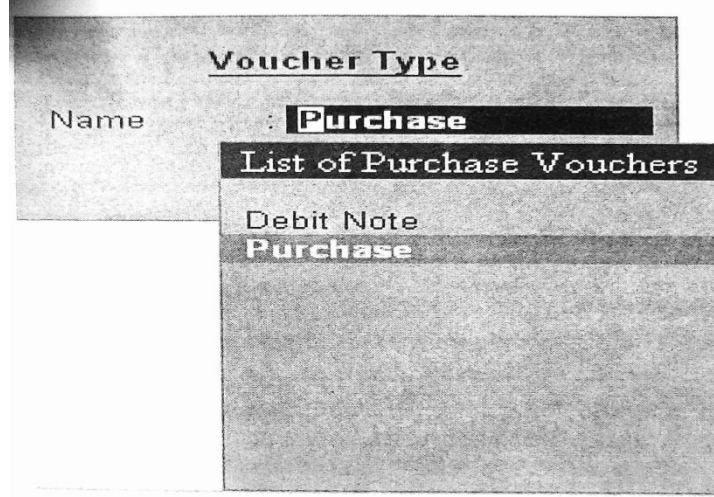 Voucher Type
Name : Purchase
List of Purchase Vouchers
Debit Note
Purchase